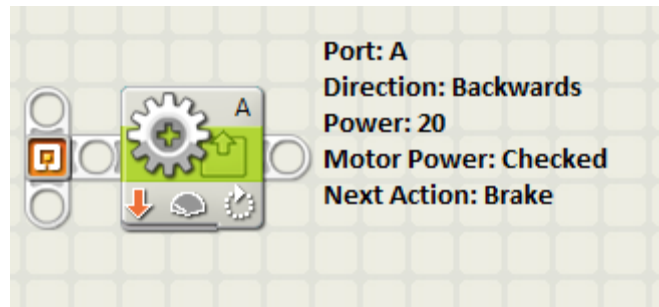 A
Port: A
Direction: Backwards
Power: 20
Motor Power: Checked
Next Action: Brake